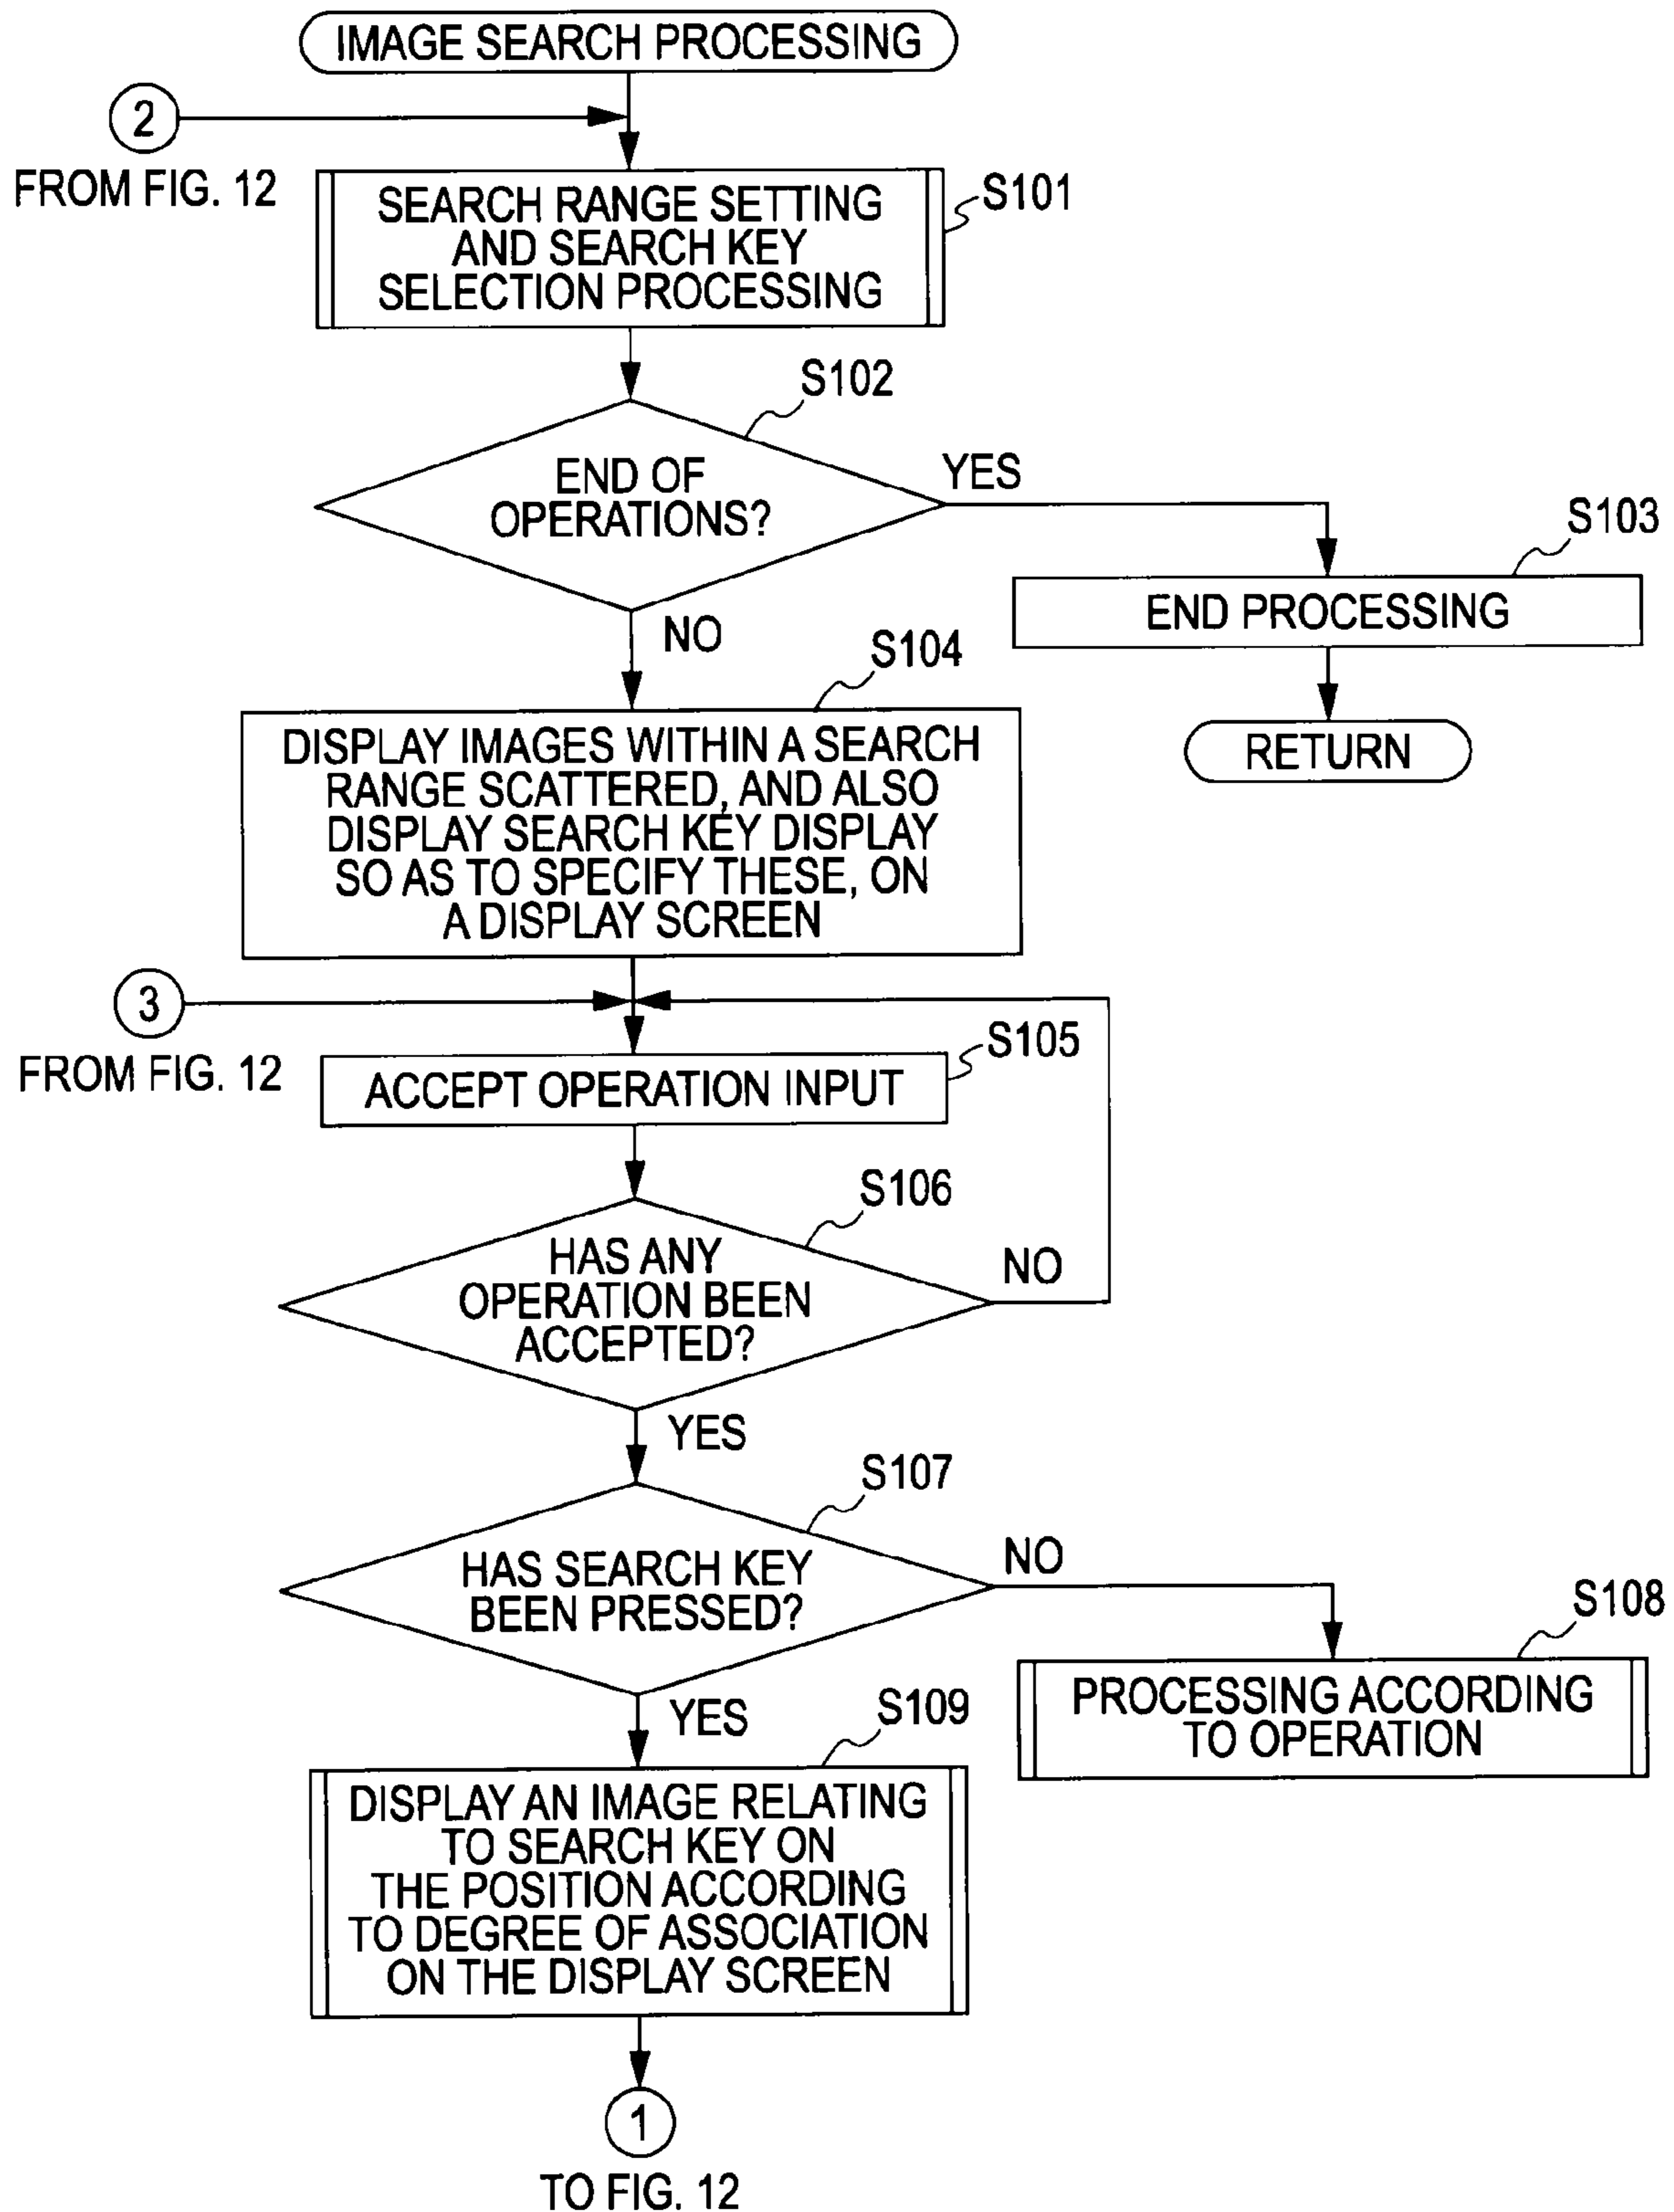 IMAGE SEARCH PROCESSING
2
FROM FIG. 12
S101
SEARCH RANGE SETTING
AND SEARCH KEY
SELECTION PROCESSING
S102
END OF
OPERATIONS?
YES
S103
END PROCESSING
RETURN
NO
S104
DISPLAY IMAGES WITHIN A SEARCH
RANGE SCATTERED, AND ALSO
DISPLAY SEARCH KEY DISPLAY
SO AS TO SPECIFY THESE, ON
A DISPLAY SCREEN
3
FROM FIG. 12
S105
ACCEPT OPERATION INPUT
S106
HAS ANY
OPERATION BEEN
ACCEPTED?
NO
YES
S107
HAS SEARCH KEY
BEEN PRESSED?
NO
S108
PROCESSING ACCORDING
TO OPERATION
YES
S109
DISPLAY AN IMAGE RELATING
TO SEARCH KEY ON
THE POSITION ACCORDING
TO DEGREE OF ASSOCIATION
ON THE DISPLAY SCREEN
1
TO FIG. 12